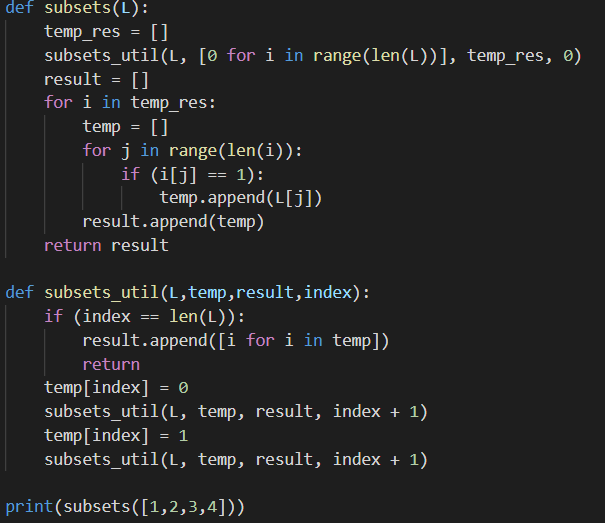 def subsets(L):
    temp_res = []
    subsets_util(L, [0 for i in range(len(L))], temp_res, 0)
    result = []
    for i in temp_res:
        temp = []
        for j in range(len(i)):
            if (i[j] == 1):
                temp.append(L[j])
        result.append(temp)
    return result

def subsets_util(L,temp,result,index):
    if (index == len(L)):
        result.append([i for i in temp])
        return
    temp[index] = 0
    subsets_util(L, temp, result, index + 1)
    temp[index] = 1
    subsets_util(L, temp, result, index + 1)

print(subsets([1,2,3,4]))